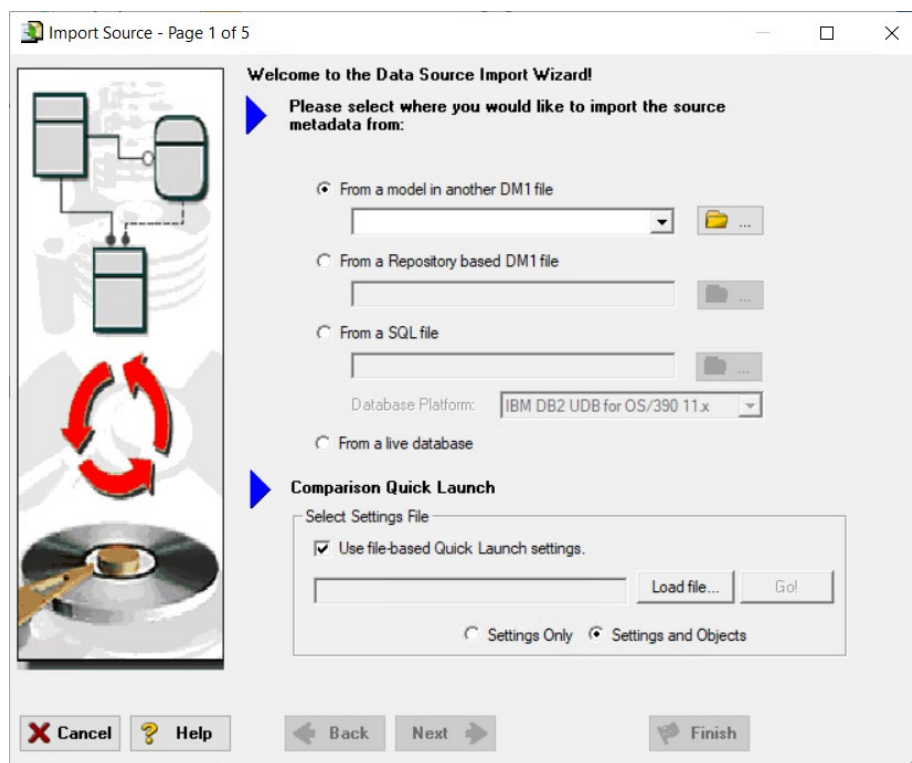 Import Source - Page 1 of 5
Welcome to the Data Source Import Wizard!
Please select where you would like to import the source
metadata from:
From a model in another DM1 file
...
From a Repository based DM1 file
...
From a SQL file
...
Database Platform: IBM DB2 UDB for OS/390 11.x
From a live database
Comparison Quick Launch
Select Settings File
Use file-based Quick Launch settings.
Load file... Go!
Settings Only Settings and Objects
Cancel ? Help Back Next Finish